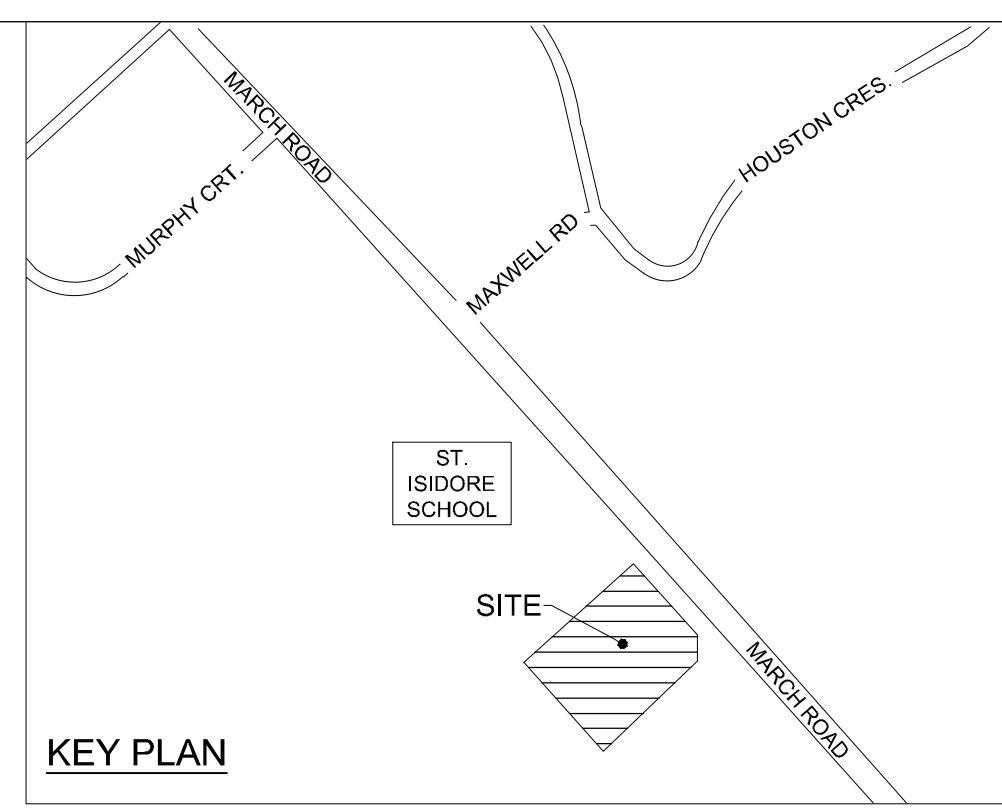 MARCH ROAD
HOUSTON CRES.
MURPHY CRT.
MAXWELL RD
ST.
ISIDORE
SCHOOL
SITE
MARCH ROAD
KEY PLAN